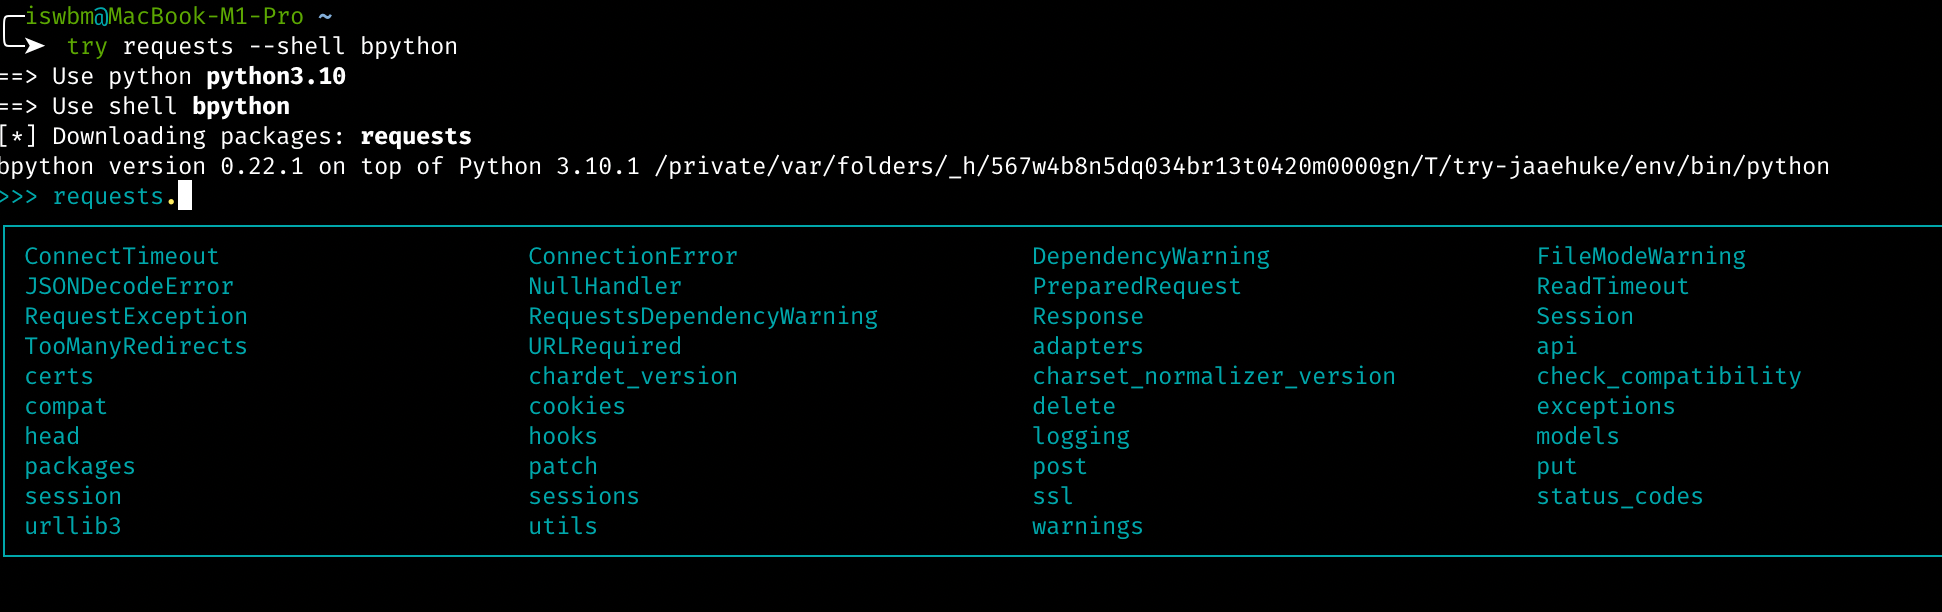 iswbm@MacBook-M1-Pro ~
try requests --shell bpython
==> Use python python3.10
==> Use shell bpython
[*] Downloading packages: requests
bpython version 0.22.1 on top of Python 3.10.1 /private/var/folders/_h/567w4b8n5dq034br13t0420m0000gn/T/try-jaaehuke/env/bin/python
>>> requests.
ConnectTimeout ConnectionError DependencyWarning FileModeWarning
JSONDecodeError NullHandler PreparedRequest ReadTimeout
RequestException RequestsDependencyWarning Response Session
TooManyRedirects URLRequired adapters api
certs chardet_version charset_normalizer_version check_compatibility
compat cookies delete exceptions
head hooks logging models
packages patch post put
session sessions ssl status_codes
urllib3 utils warnings